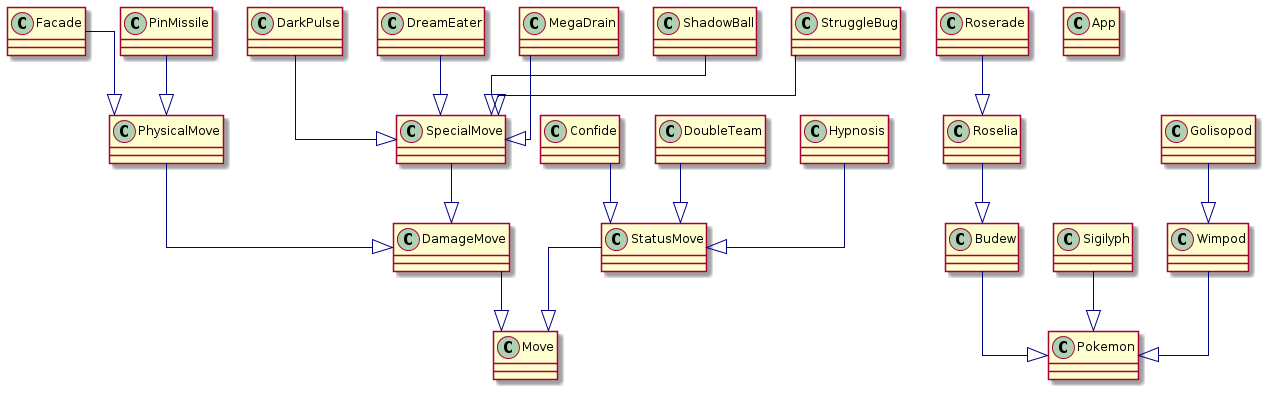 C Facade
C PinMissile
C DarkPulse
C DreamEater
C MegaDrain
C ShadowBall
C StruggleBug
C Roserade
C App
C PhysicalMove
C SpecialMove
C Confide
C DoubleTeam
C Hypnosis
C Roselia
C Golisopod
C DamageMove
C StatusMove
C Budew
C Sigilyph
C Wimpod
C Move
C Pokemon